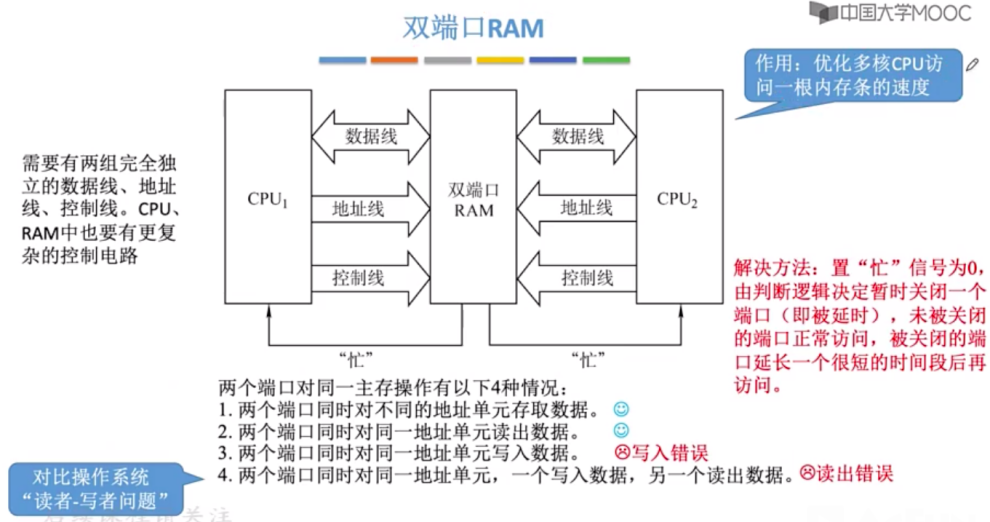 双端口RAM
中国大学MOOC
作用：优化多核CPU访
问一根内存条的速度
需要有两组完全独
立的数据线、地址
线、控制线。CPU、
RAM中也要有更复
杂的控制电路
CPU₁
数据线
地址线
控制线
双端口
RAM
数据线
地址线
控制线
CPU₂
“忙”
“忙”
解决方法：置“忙”信号为0，
由判断逻辑决定暂时关闭一个
端口（即被延时），未被关闭
的端口正常访问，被关闭的端
口延长一个很短的时间段后再
访问。
两个端口对同一主存操作有以下4种情况：
1. 两个端口同时对不同的地址单元存取数据。
2. 两个端口同时对同一地址单元读出数据。
3. 两个端口同时对同一地址单元写入数据。 写入错误
4. 两个端口同时对同一地址单元，一个写入数据，另一个读出数据。 读出错误
对比操作系统
“读者-写者问题”